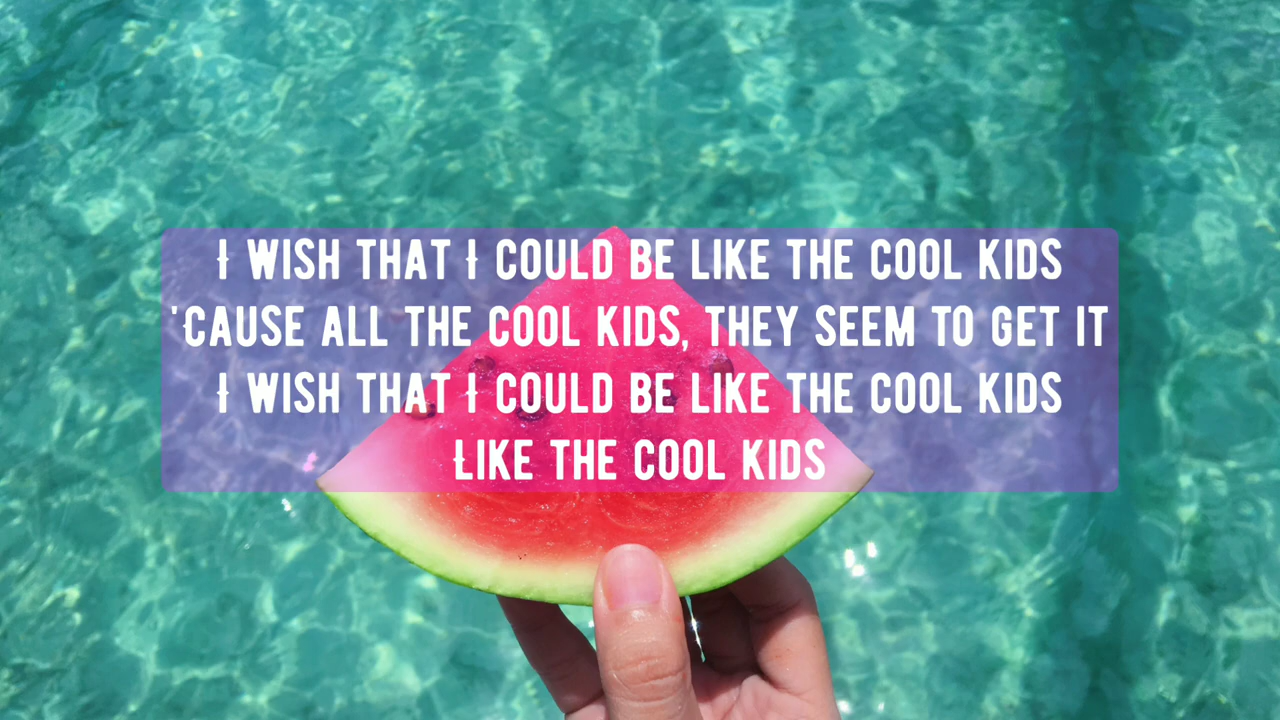 I wish that I could be like the cool kids
'Cause all the cool kids, they seem to get it
I wish that I could be like the cool kids
Like the cool kids